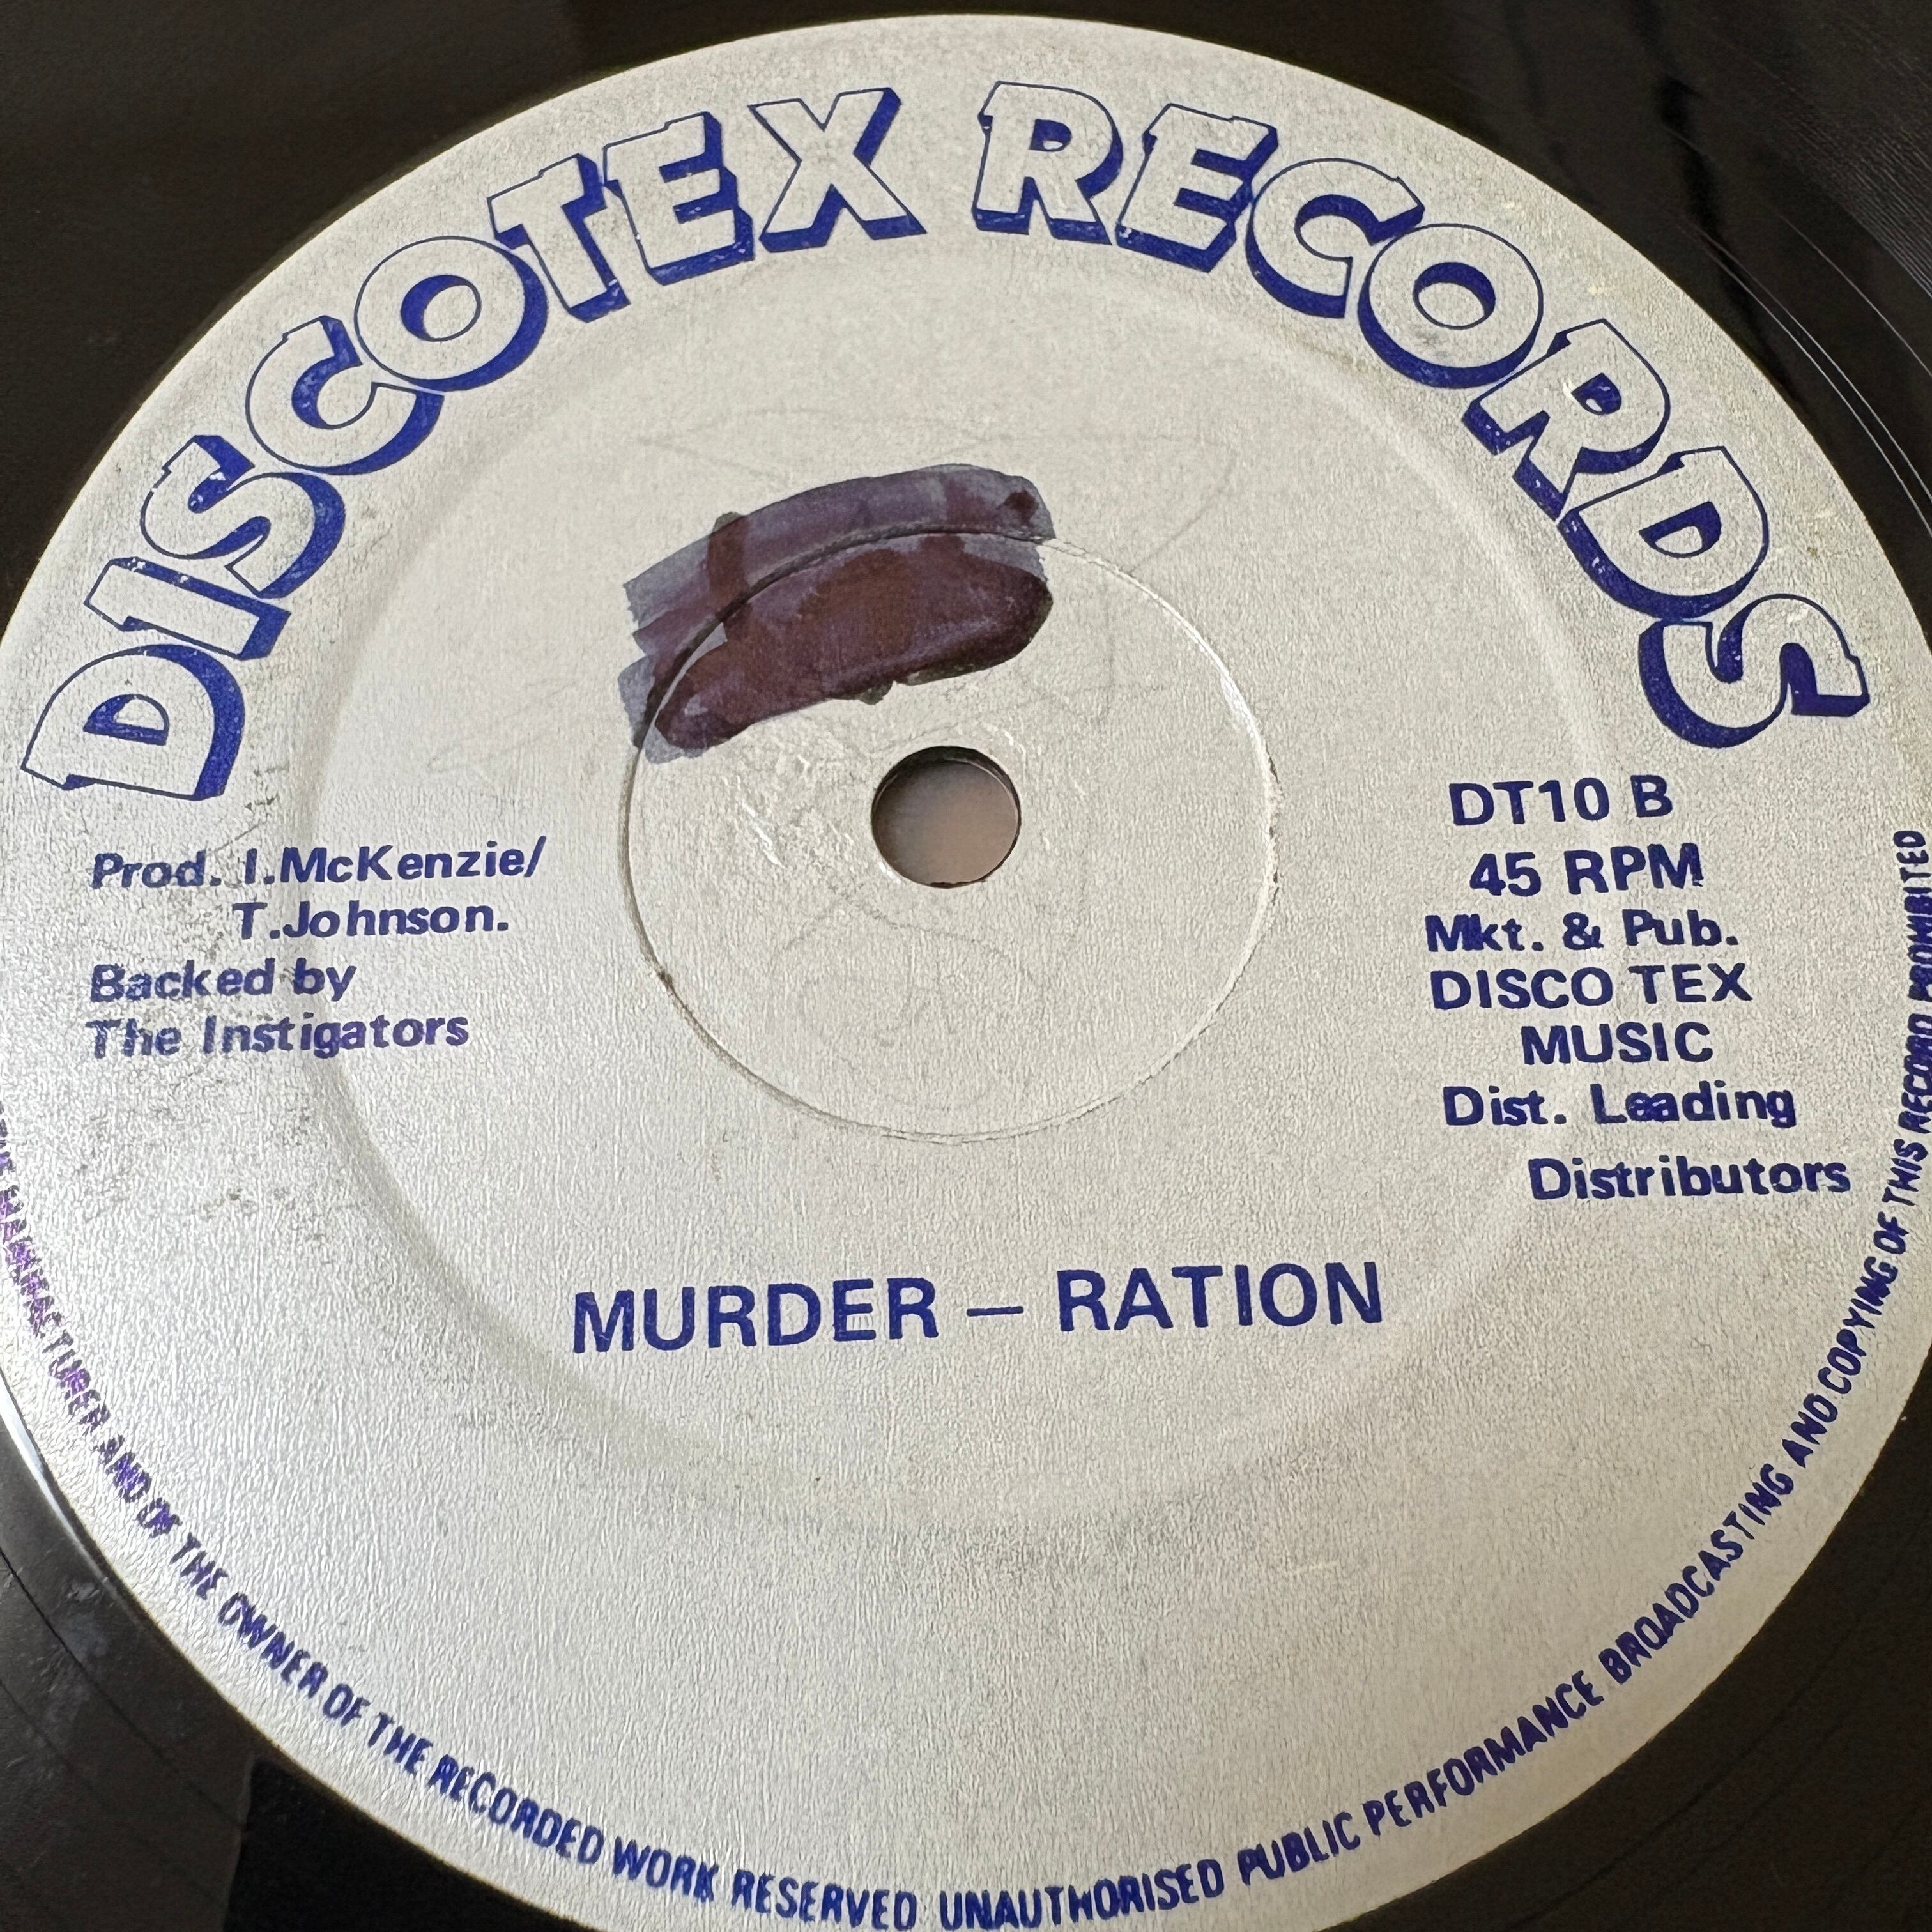 DISCOTEX RECORDS
Prod. I.McKenzie/
T.Johnson.
Backed by
The Instigators
DT10 B
45 RPM
Mkt. & Pub.
DISCO TEX
MUSIC
Dist. Leading
Distributors
MURDER – RATION
MANUFACTURER AND OF THE OWNER OF THE RECORDED WORK RESERVED UNAUTHORISED PUBLIC PERFORMANCE BROADCASTING AND COPYING OF THIS RECORD PROHIBITED